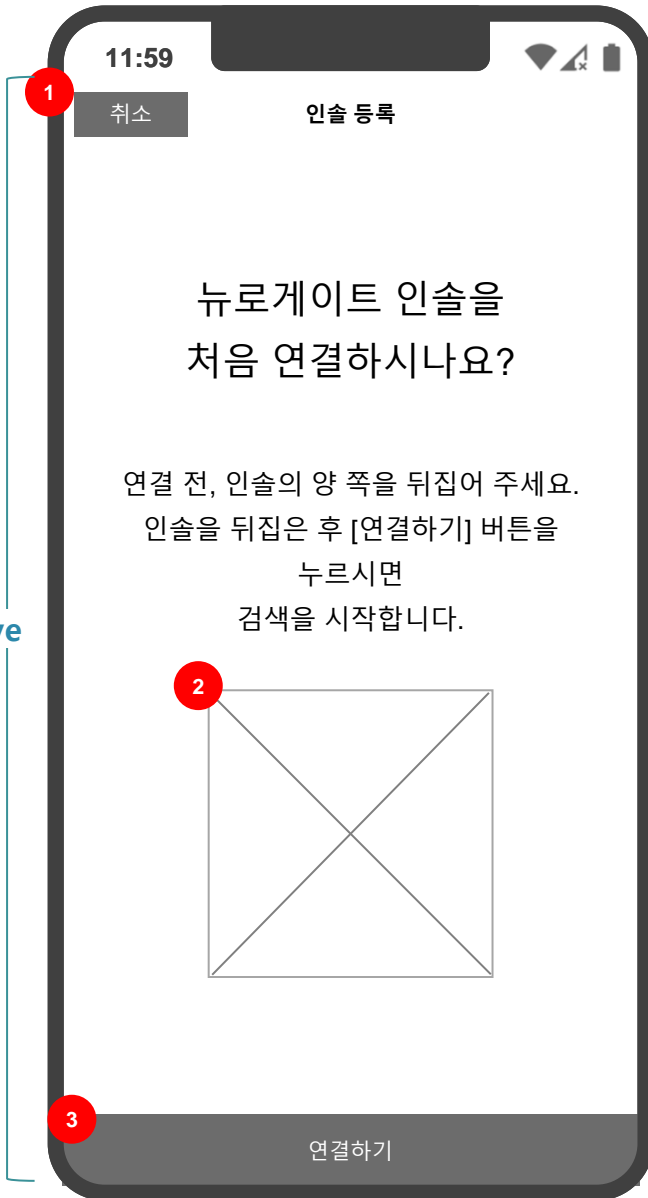 11:59
1
취소
인솔 등록
뉴로게이트 인솔을
처음 연결하시나요?
연결 전, 인솔의 양 쪽을 뒤집어 주세요.
인솔을 뒤집은 후 [연결하기] 버튼을
누르시면
검색을 시작합니다.
2
3
연결하기